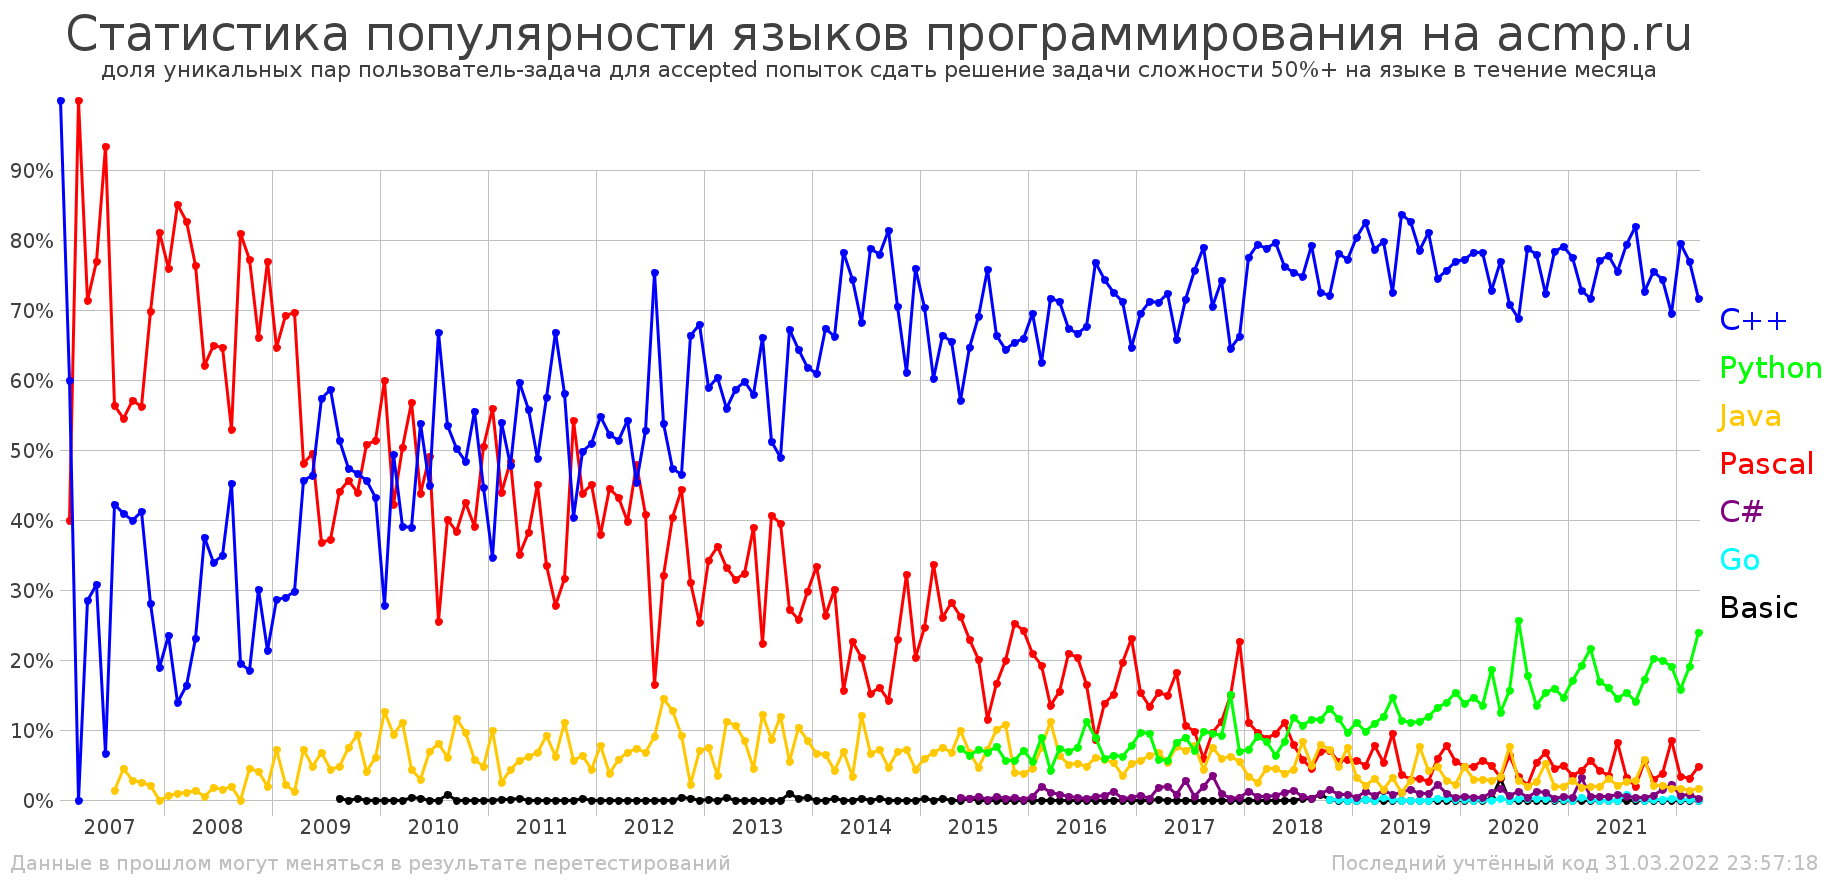 Статистика популярности языков программирования на acmp.ru
доля уникальных пар пользователь-задача для accepted попыток сдать решение задачи сложности 50%+ на языке в течение месяца
90%
80%
70%
60%
50%
40%
30%
20%
10%
0%
2007 2008 2009 2010 2011 2012 2013 2014 2015 2016 2017 2018 2019 2020 2021
C++
Python
Java
Pascal
C#
Go
Basic
Данные в прошлом могут меняться в результате перетестирований
Последний учтённый код 31.03.2022 23:57:18